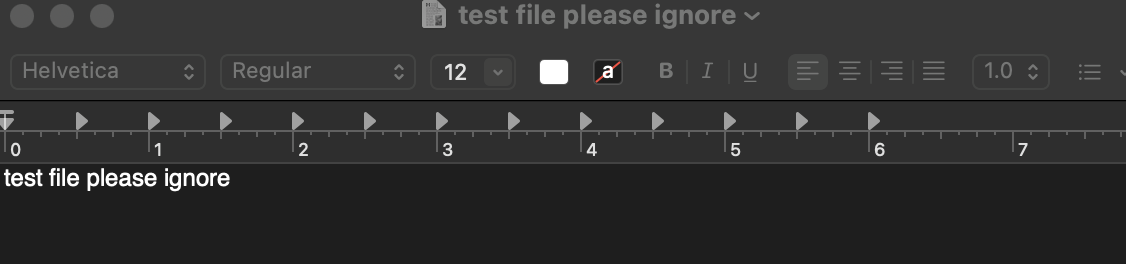 test file please ignore
Helvetica Regular 12 a B I U 1.0
0 1 2 3 4 5 6 7
test file please ignore